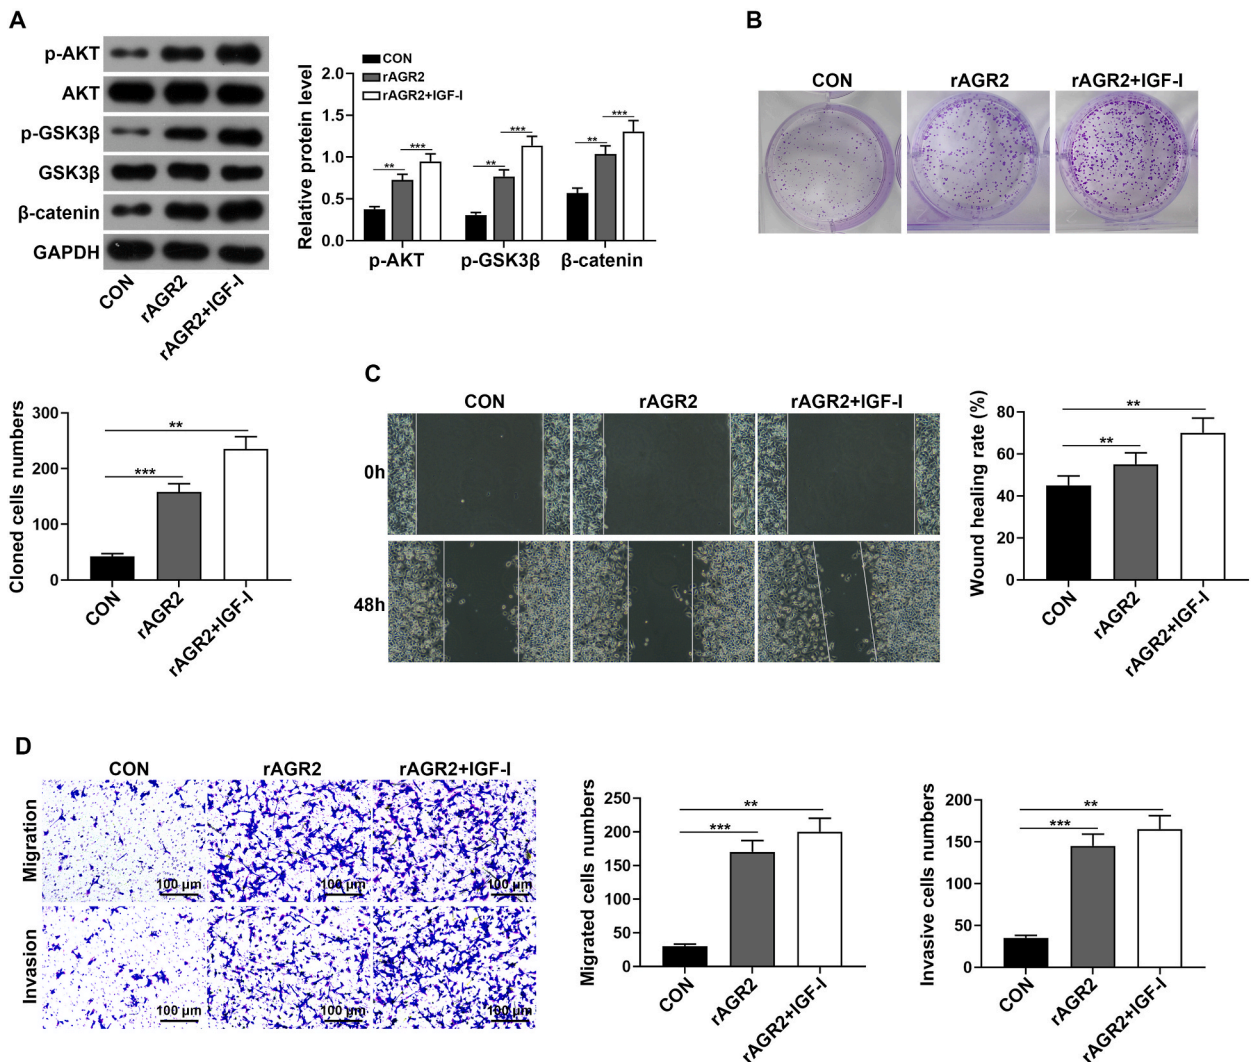 A
p-AKT
AKT
p-GSK3β
GSK3β
β-catenin
GAPDH
CON
rAGR2
rAGR2+IGF-I
Relative protein level
2.0
1.5
1.0
0.5
0.0
CON
rAGR2
rAGR2+IGF-I
** ***
** ***
** ***
p-AKT
p-GSK3β
β-catenin
B
CON
rAGR2
rAGR2+IGF-I
Cloned cells numbers
300
200
100
0
**
***
CON
rAGR2
rAGR2+IGF-I
C
CON
rAGR2
rAGR2+IGF-I
0h
48h
Wound healing rate (%)
80
60
40
20
0
**
**
CON
rAGR2
rAGR2+IGF-I
D
CON
rAGR2
rAGR2+IGF-I
Migration
100 μm
100 μm
100 μm
Invasion
100 μm
100 μm
100 μm
Migrated cells numbers
250
200
150
100
50
0
**
***
CON
rAGR2
rAGR2+IGF-I
Invasive cells numbers
200
150
100
50
0
**
***
CON
rAGR2
rAGR2+IGF-I